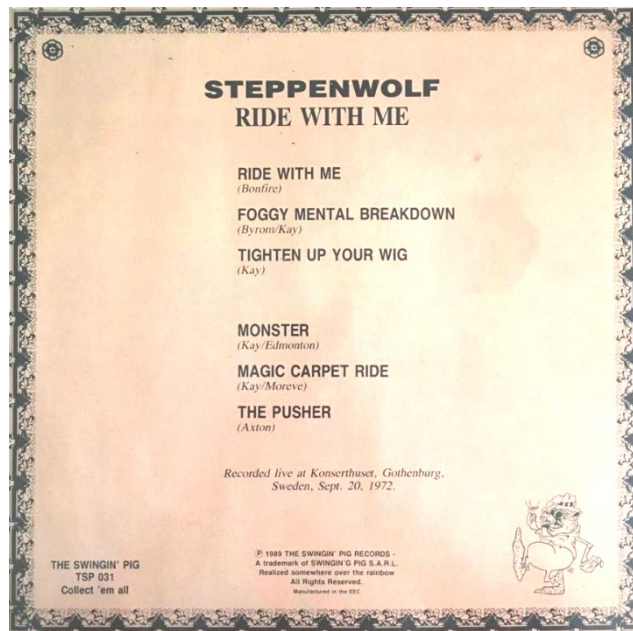 STEPPENWOLF
RIDE WITH ME
RIDE WITH ME
(Bonfire)
FOGGY MENTAL BREAKDOWN
(Byrom/Kay)
TIGHTEN UP YOUR WIG
(Kay)
MONSTER
(Kay/Edmonton)
MAGIC CARPET RIDE
(Kay/Moreve)
THE PUSHER
(Axton)
Recorded live at Konserthuset, Gothenburg,
Sweden, Sept. 20, 1972.
THE SWINGIN' PIG
TSP 031
Collect 'em all
Ⓟ 1989 THE SWINGIN' PIG RECORDS -
A trademark of SWINGIN'G PIG S.A.R.L.
Realized somewhere over the rainbow
All Rights Reserved.
Manufactured in the EEC